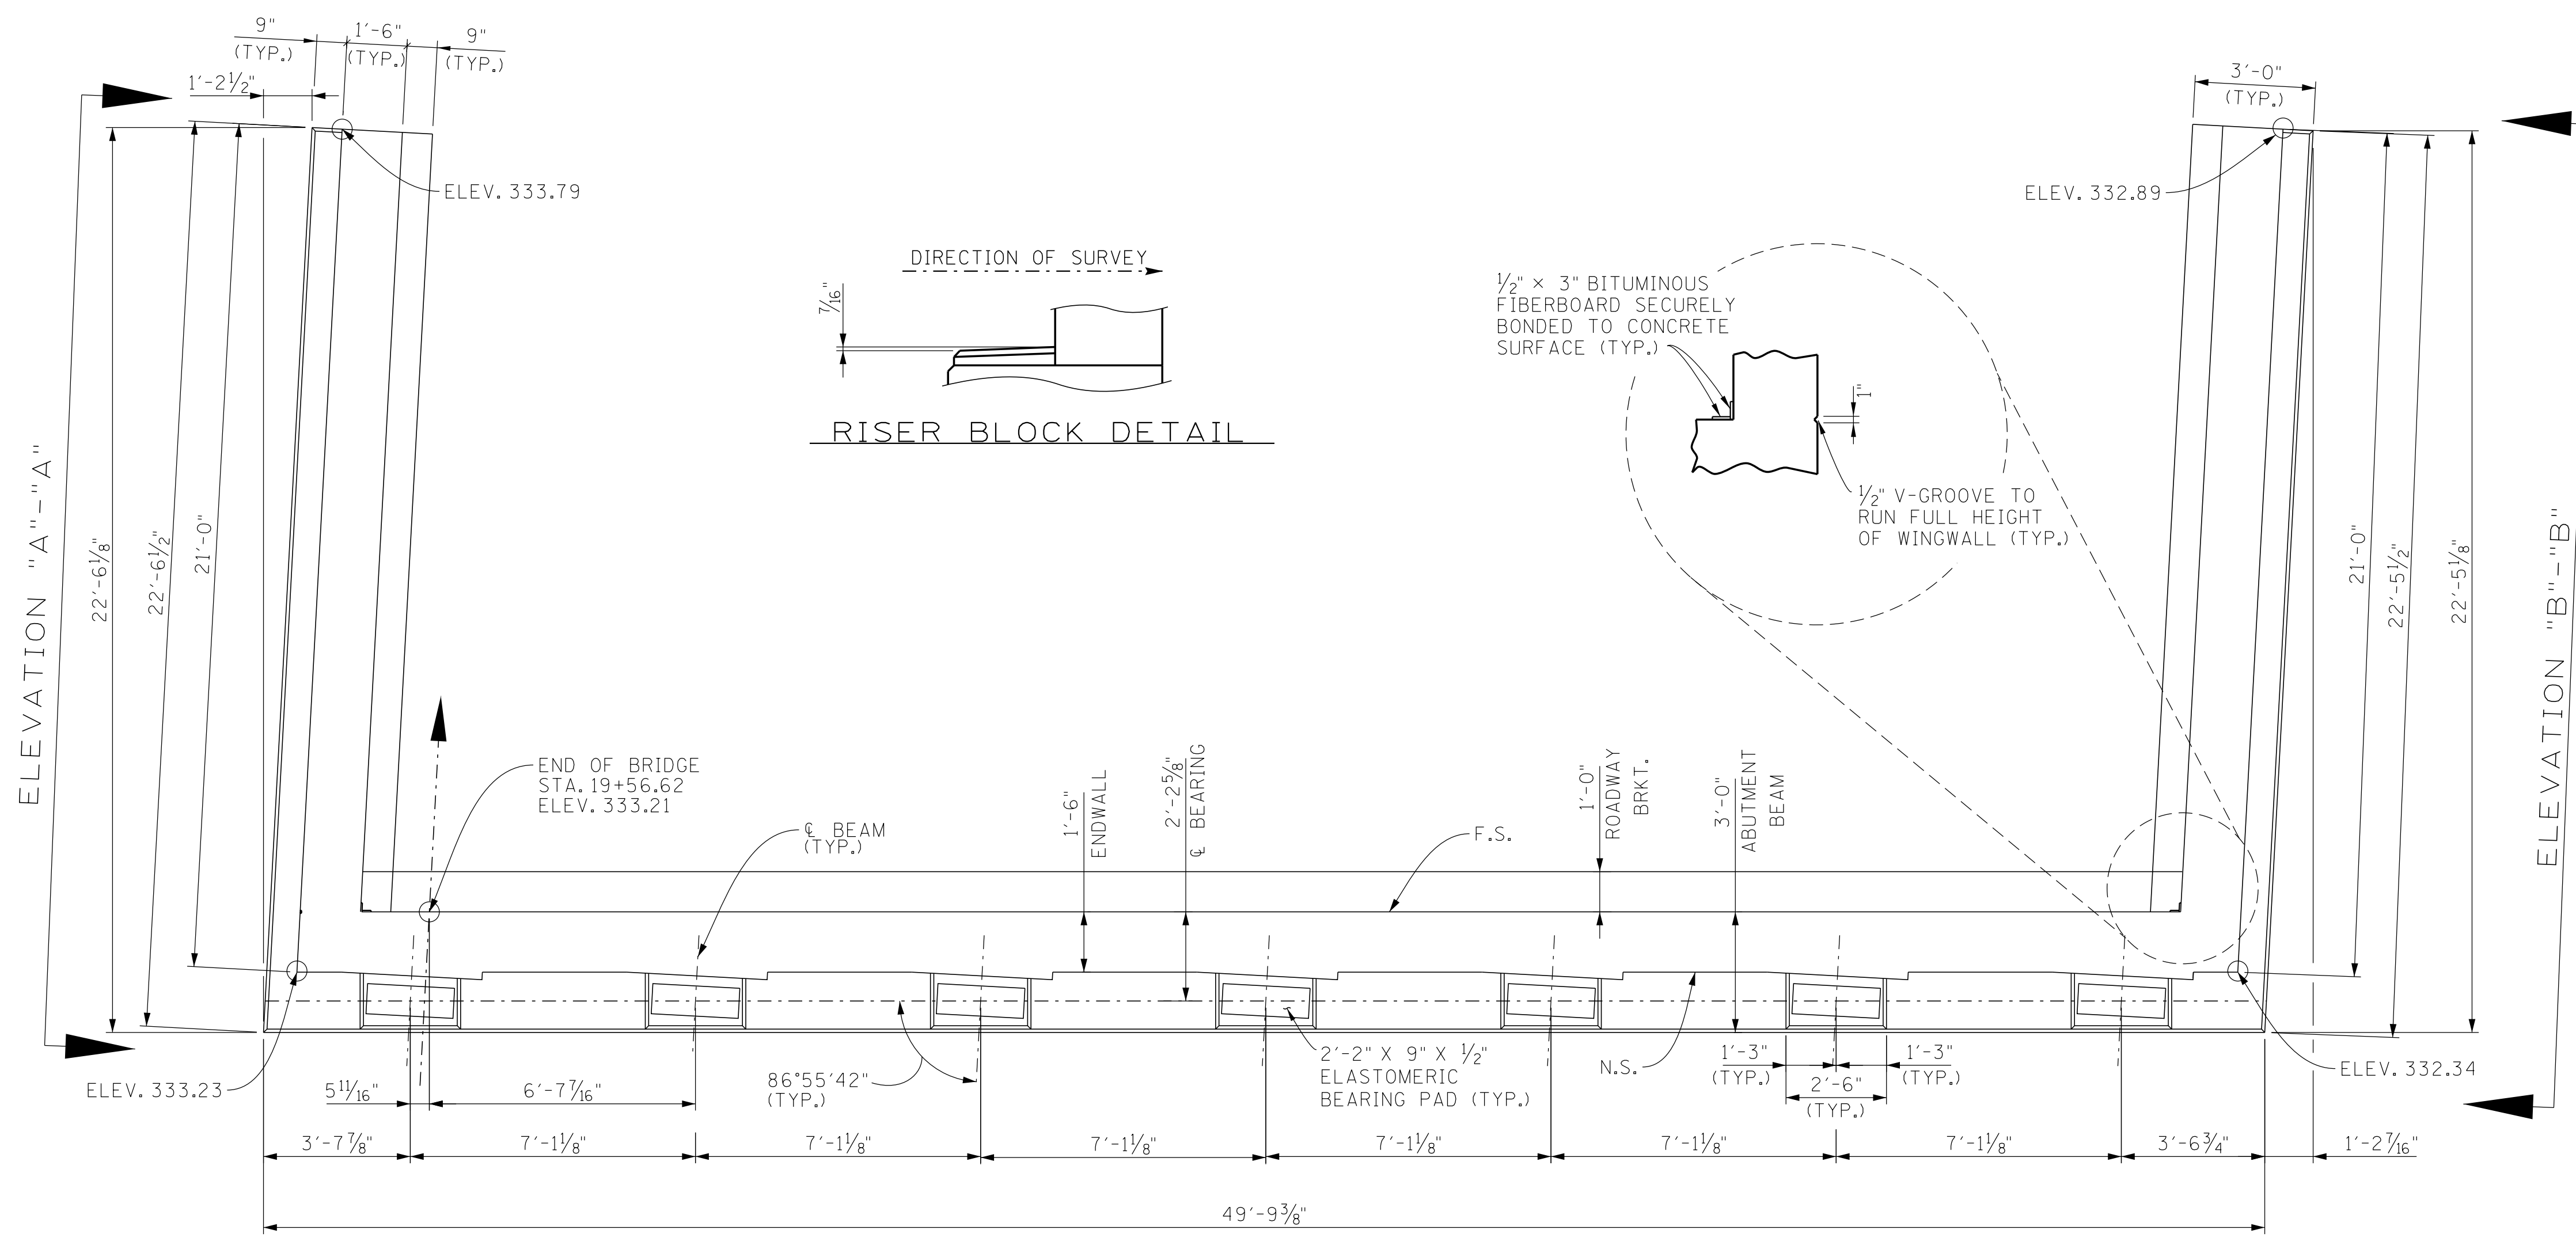 9"
(TYP.)
1'-6"
(TYP.)
9"
(TYP.)
1'-2½"
3'-0"
(TYP.)
ELEV. 333.79
ELEV. 332.89
DIRECTION OF SURVEY
7/16"
RISER BLOCK DETAIL
½" × 3" BITUMINOUS
FIBERBOARD SECURELY
BONDED TO CONCRETE
SURFACE (TYP.)
1"
½" V-GROOVE TO
RUN FULL HEIGHT
OF WINGWALL (TYP.)
ELEVATION "A"-"A"
22'-6⅛"
22'-6½"
21'-0"
21'-0"
22'-5½"
22'-5⅛"
ELEVATION "B"-"B"
END OF BRIDGE
STA. 19+56.62
ELEV. 333.21
℄ BEAM
(TYP.)
1'-6"
ENDWALL
2'-2⅝"
℄ BEARING
F.S.
1'-0"
ROADWAY
BRKT.
3'-0"
ABUTMENT
BEAM
ELEV. 333.23
5 11/16"
6'-7 7/16"
86°55'42"
(TYP.)
2'-2" X 9" X ½"
ELASTOMERIC
BEARING PAD (TYP.)
N.S.
1'-3"
(TYP.)
1'-3"
(TYP.)
2'-6"
(TYP.)
ELEV. 332.34
3'-7⅞"
7'-1⅛"
7'-1⅛"
7'-1⅛"
7'-1⅛"
7'-1⅛"
7'-1⅛"
3'-6¾"
1'-2 7/16"
49'-9⅜"